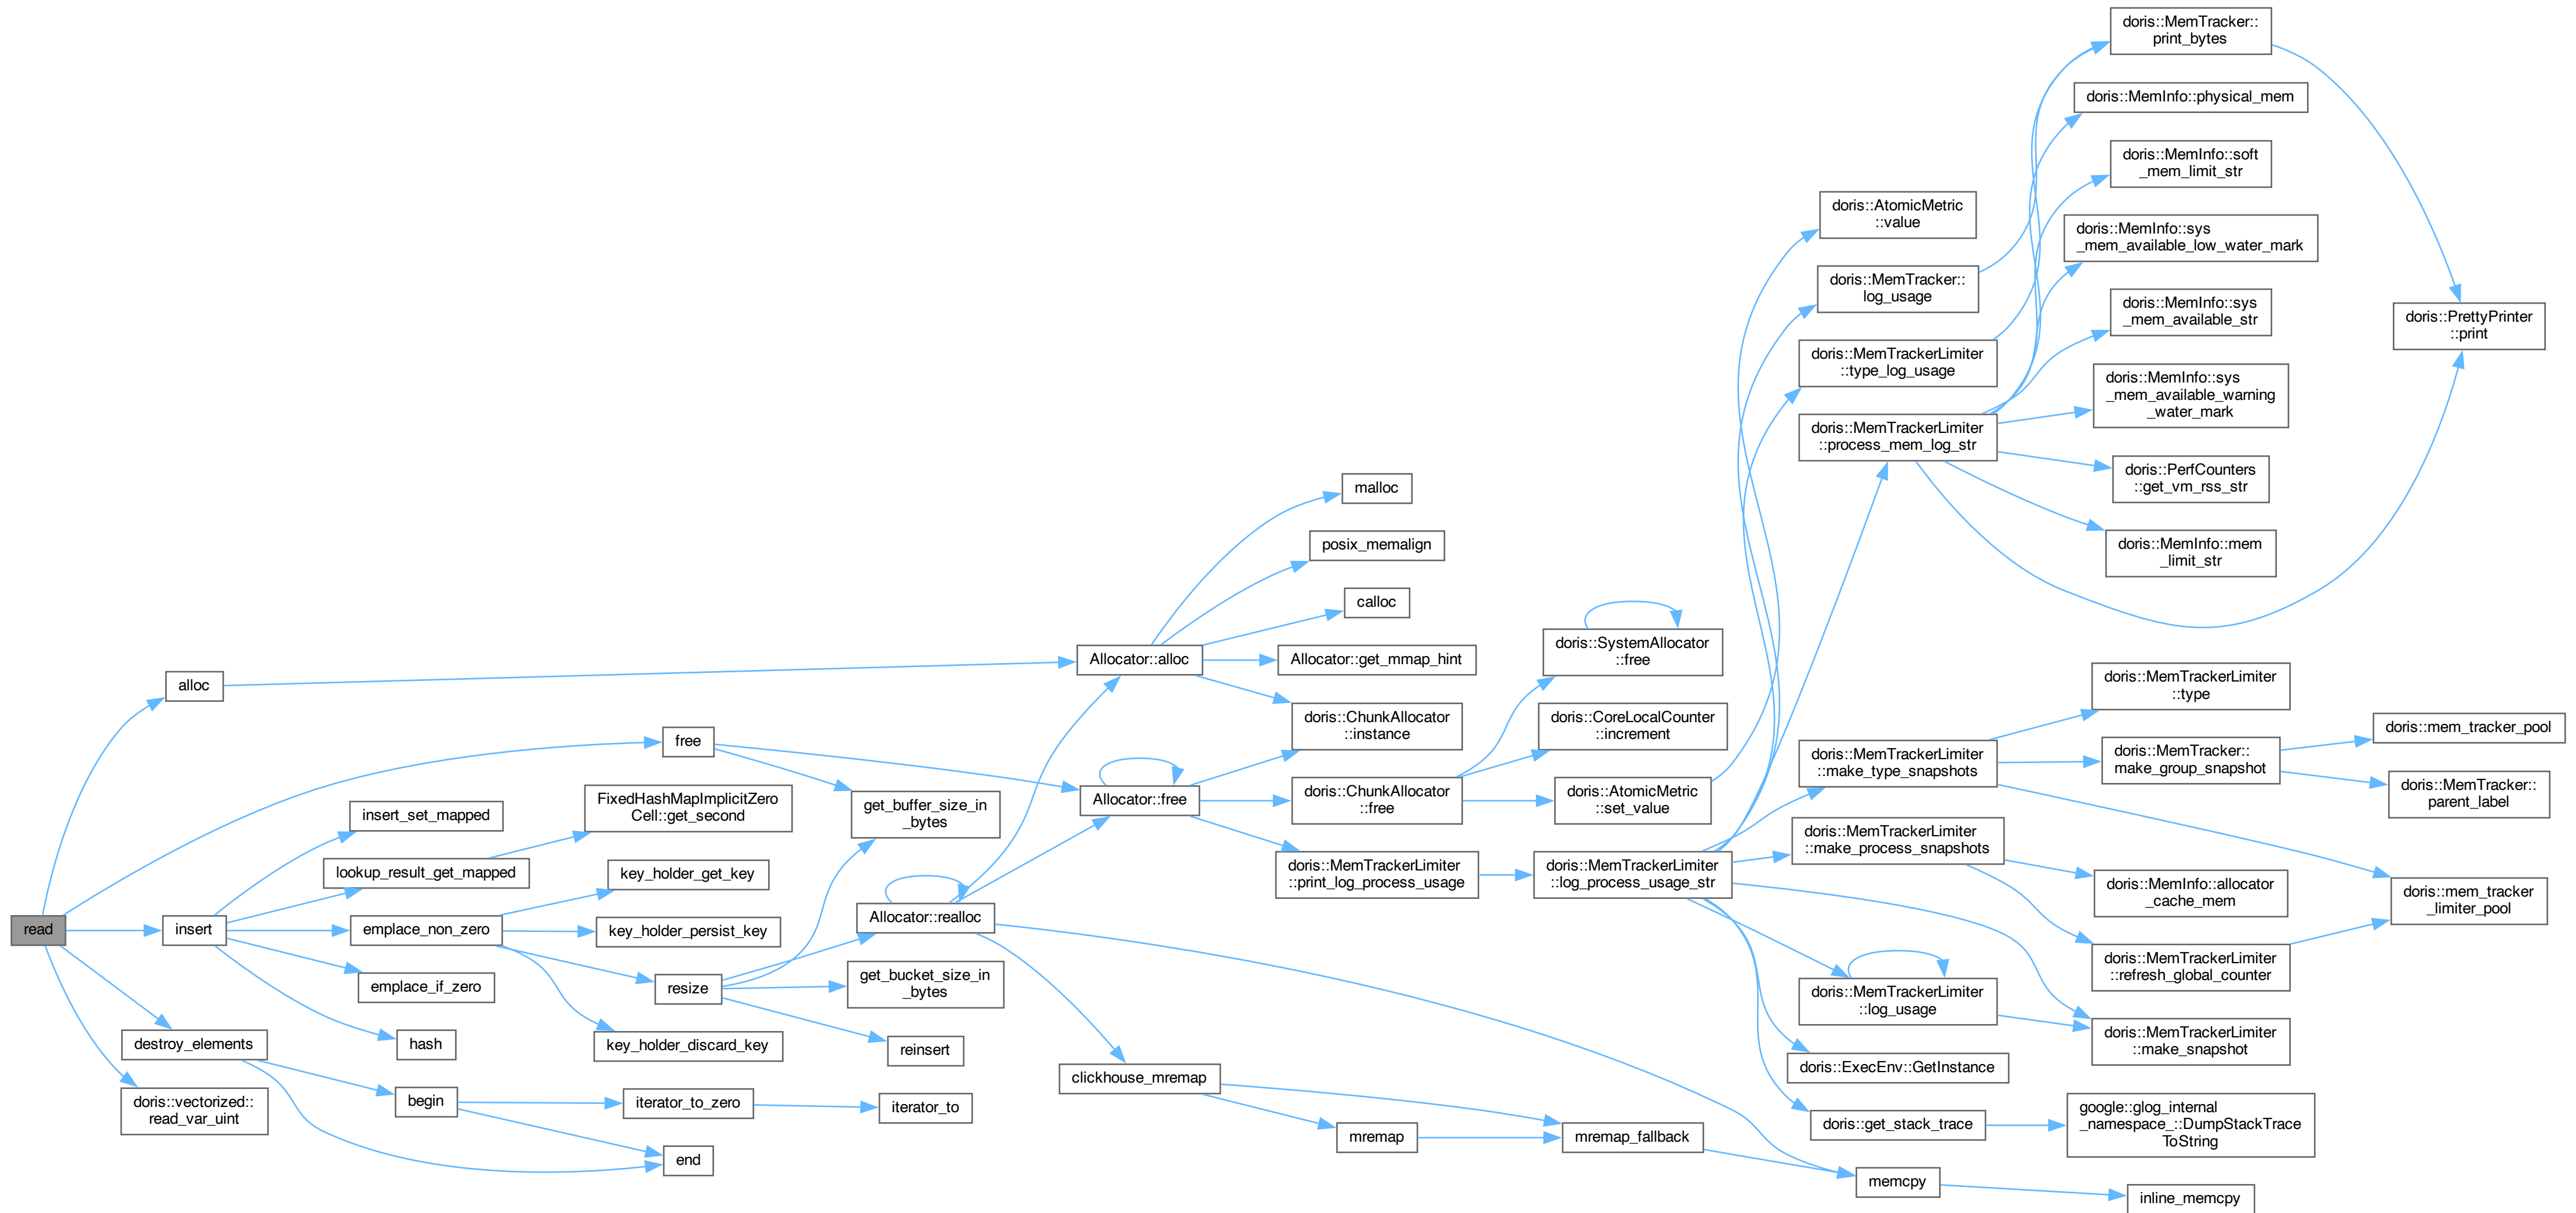 read
alloc
insert
destroy_elements
doris::vectorized::
read_var_uint
free
insert_set_mapped
lookup_result_get_mapped
emplace_non_zero
emplace_if_zero
hash
begin
end
FixedHashMapImplicitZero
Cell::get_second
key_holder_get_key
key_holder_persist_key
resize
key_holder_discard_key
iterator_to_zero
get_buffer_size_in
_bytes
Allocator::realloc
get_bucket_size_in
_bytes
reinsert
iterator_to
Allocator::alloc
Allocator::free
clickhouse_mremap
malloc
posix_memalign
calloc
Allocator::get_mmap_hint
doris::ChunkAllocator
::instance
doris::ChunkAllocator
::free
doris::MemTrackerLimiter
::print_log_process_usage
mremap
doris::SystemAllocator
::free
doris::CoreLocalCounter
::increment
doris::AtomicMetric
::set_value
doris::MemTrackerLimiter
::log_process_usage_str
mremap_fallback
doris::AtomicMetric
::value
doris::MemTracker::
log_usage
doris::MemTrackerLimiter
::type_log_usage
doris::MemTrackerLimiter
::process_mem_log_str
doris::MemTrackerLimiter
::make_type_snapshots
doris::MemTrackerLimiter
::make_process_snapshots
doris::MemTrackerLimiter
::log_usage
doris::ExecEnv::GetInstance
doris::get_stack_trace
memcpy
doris::MemTracker::
print_bytes
doris::MemInfo::physical_mem
doris::MemInfo::soft
_mem_limit_str
doris::MemInfo::sys
_mem_available_low_water_mark
doris::MemInfo::sys
_mem_available_str
doris::MemInfo::sys
_mem_available_warning
_water_mark
doris::PerfCounters
::get_vm_rss_str
doris::MemInfo::mem
_limit_str
doris::MemTrackerLimiter
::type
doris::MemTracker::
make_group_snapshot
doris::MemInfo::allocator
_cache_mem
doris::MemTrackerLimiter
::refresh_global_counter
doris::MemTrackerLimiter
::make_snapshot
google::glog_internal
_namespace_::DumpStackTrace
ToString
inline_memcpy
doris::PrettyPrinter
::print
doris::mem_tracker_pool
doris::MemTracker::
parent_label
doris::mem_tracker
_limiter_pool